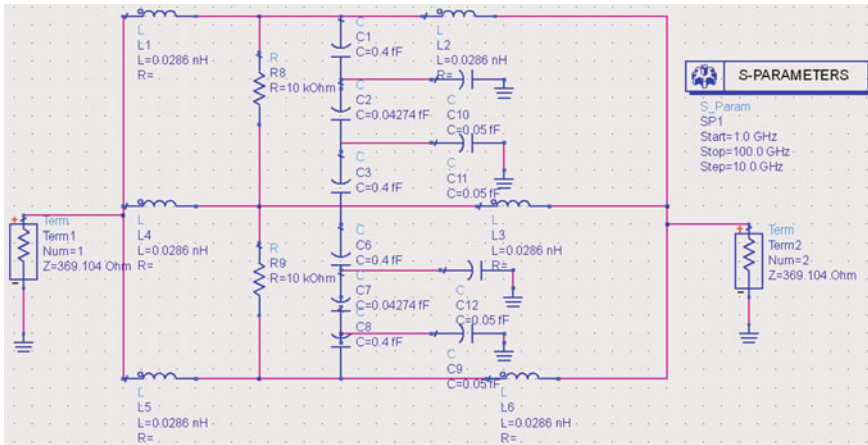 L
L1
L=0.0286 nH
R=
R
R8
R=10 kOhm
C
C1
C=0.4 fF
L
L2
L=0.0286 nH
R=
C
C2
C=0.04274 fF
C
C10
C=0.05 fF
C
C3
C=0.4 fF
C
C11
C=0.05 fF
S-PARAMETERS
S_Param
SP1
Start=1.0 GHz
Stop=100.0 GHz
Step=10.0 GHz
+
Term
Term1
Num=1
Z=369.104 Ohm
-
L
L4
L=0.0286 nH
R=
R
R9
R=10 kOhm
C
C6
C=0.4 fF
L
L3
L=0.0286 nH
R=
C
C7
C=0.04274 fF
C
C12
C=0.05 fF
C
C8
C=0.4 fF
C
C9
C=0.05 fF
+
Term
Term2
Num=2
Z=369.104 Ohm
-
L
L5
L=0.0286 nH
R=
L
L6
L=0.0286 nH
R=